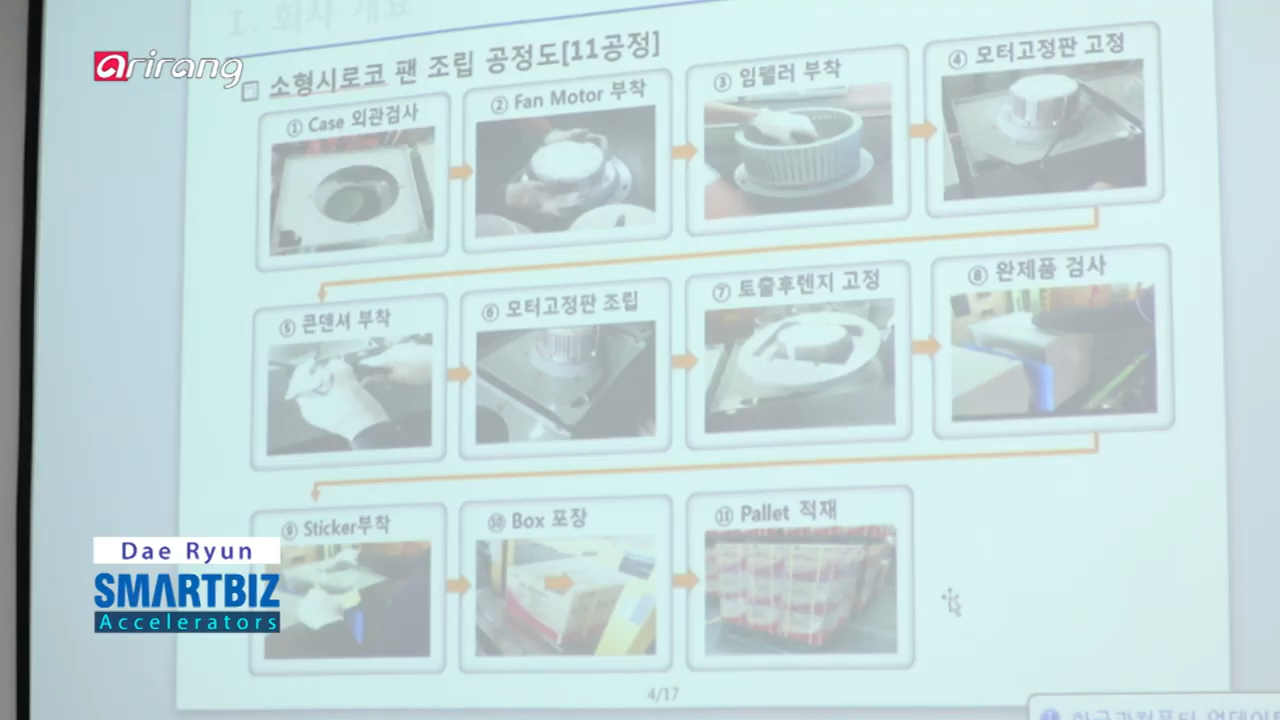 I. 회사 개요
arirang
□ 소형시로코 팬 조립 공정도[11공정]
① Case 외관검사
② Fan Motor 부착
③ 임펠러 부착
④ 모터고정판 고정
⑤ 콘덴셔 부착
⑥ 모터고정판 조립
⑦ 토출후렌지 고정
⑧ 완제품 검사
⑨ Sticker부착
⑩ Box 포장
⑪ Pallet 적재
Dae Ryun
SMARTBIZ
Accelerators
4/17